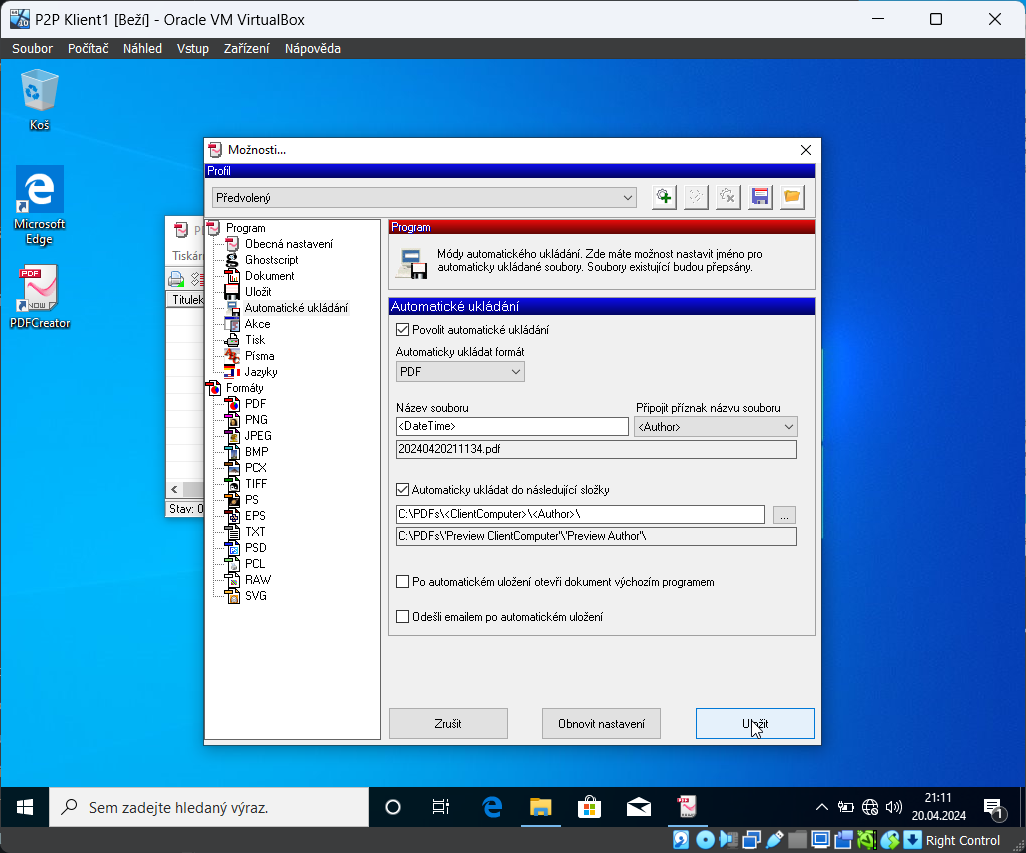 P2P Klient1 [Beží] - Oracle VM VirtualBox
Soubor Počítač Náhled Vstup Zařízení Nápověda
Koš
Microsoft
Edge
PDF
NOW
PDFCreator
Tiskár
Titulek
Stav: 0
Možnosti...
Profil
Předvolený
Program
Obecná nastavení
Ghostscript
Dokument
Uložit
Automatické ukládání
Akce
Tisk
Písma
Jazyky
Formáty
PDF
PNG
JPEG
BMP
PCX
TIFF
PS
EPS
TXT
PSD
PCL
RAW
SVG
Program
Módy automatického ukládání. Zde máte možnost nastavit jméno pro
automaticky ukládané soubory. Soubory existující budou přepsány.
Automatické ukládání
Povolit automatické ukládání
Automaticky ukládat formát
PDF
Název souboru Připojit příznak názvu souboru
<DateTime> <Author>
20240420211134.pdf
Automaticky ukládat do následující složky
C:\PDFs\<ClientComputer>\<Author>\ ...
C:\PDFs\'Preview ClientComputer'\'Preview Author'\
Po automatickém uložení otevři dokument výchozím programem
Odešli emailem po automatickém uložení
Zrušit Obnovit nastavení Uložit
Sem zadejte hledaný výraz.
21:11
20.04.2024
1
Right Control